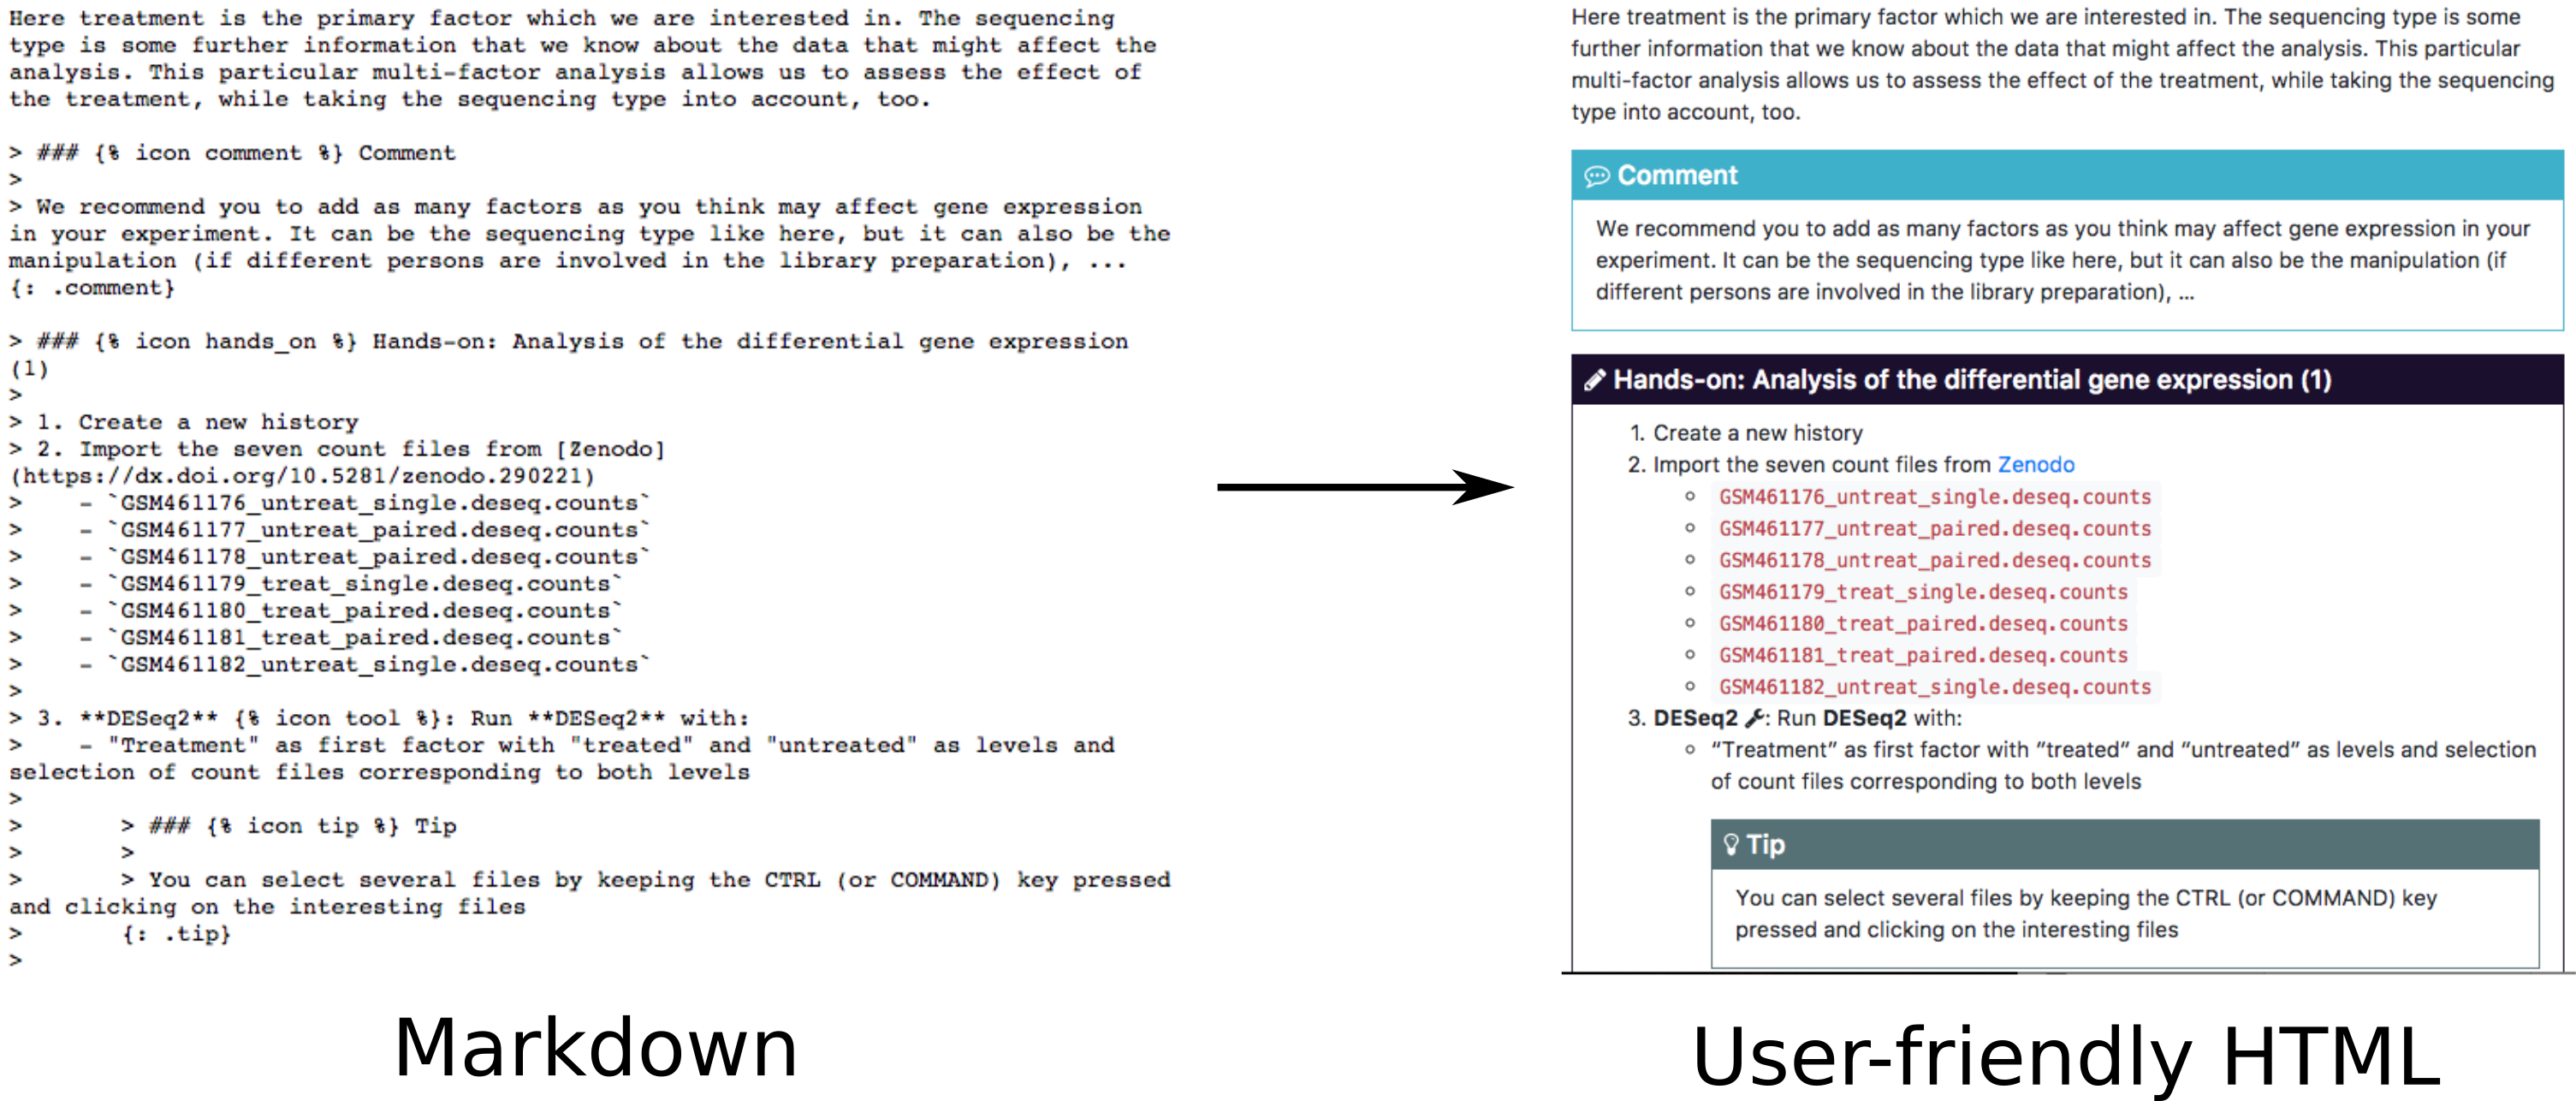 Here treatment is the primary factor which we are interested in. The sequencing
type is some further information that we know about the data that might affect the
analysis. This particular multi-factor analysis allows us to assess the effect of
the treatment, while taking the sequencing type into account, too.
> ### {% icon comment %} Comment
>
> We recommend you to add as many factors as you think may affect gene expression
in your experiment. It can be the sequencing type like here, but it can also be the
manipulation (if different persons are involved in the library preparation), ...
{: .comment}
> ### {% icon hands_on %} Hands-on: Analysis of the differential gene expression
(1)
>
> 1. Create a new history
> 2. Import the seven count files from [Zenodo]
(https://dx.doi.org/10.5281/zenodo.290221)
>    - `GSM461176_untreat_single.deseq.counts`
>    - `GSM461177_untreat_paired.deseq.counts`
>    - `GSM461178_untreat_paired.deseq.counts`
>    - `GSM461179_treat_single.deseq.counts`
>    - `GSM461180_treat_paired.deseq.counts`
>    - `GSM461181_treat_paired.deseq.counts`
>    - `GSM461182_untreat_single.deseq.counts`
>
> 3. **DESeq2** {% icon tool %}: Run **DESeq2** with:
>    - "Treatment" as first factor with "treated" and "untreated" as levels and
selection of count files corresponding to both levels
>
>       > ### {% icon tip %} Tip
>       >
>       > You can select several files by keeping the CTRL (or COMMAND) key pressed
and clicking on the interesting files
>       {: .tip}
>
Markdown
Here treatment is the primary factor which we are interested in. The sequencing type is some
further information that we know about the data that might affect the analysis. This particular
multi-factor analysis allows us to assess the effect of the treatment, while taking the sequencing
type into account, too.
Comment
We recommend you to add as many factors as you think may affect gene expression in your
experiment. It can be the sequencing type like here, but it can also be the manipulation (if
different persons are involved in the library preparation), ...
Hands-on: Analysis of the differential gene expression (1)
1. Create a new history
2. Import the seven count files from Zenodo
GSM461176_untreat_single.deseq.counts
GSM461177_untreat_paired.deseq.counts
GSM461178_untreat_paired.deseq.counts
GSM461179_treat_single.deseq.counts
GSM461180_treat_paired.deseq.counts
GSM461181_treat_paired.deseq.counts
GSM461182_untreat_single.deseq.counts
3. DESeq2 : Run DESeq2 with:
“Treatment” as first factor with “treated” and “untreated” as levels and selection
of count files corresponding to both levels
Tip
You can select several files by keeping the CTRL (or COMMAND) key
pressed and clicking on the interesting files
User-friendly HTML